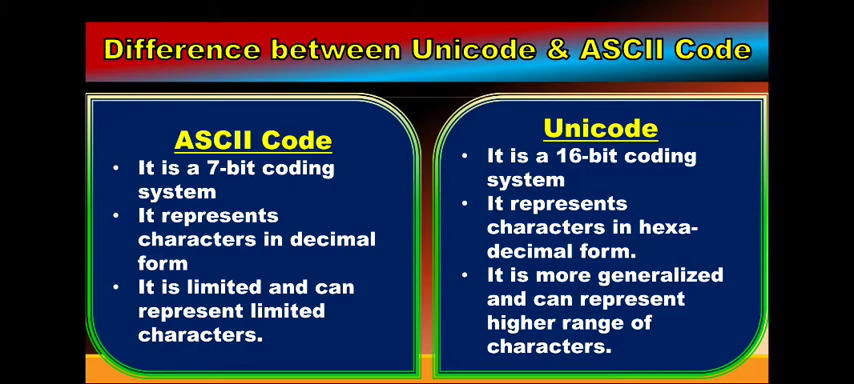 Difference between Unicode & ASCII Code
ASCII Code
• It is a 7-bit coding
system
• It represents
characters in decimal
form
• It is limited and can
represent limited
characters.
Unicode
• It is a 16-bit coding
system
• It represents
characters in hexa-
decimal form.
• It is more generalized
and can represent
higher range of
characters.